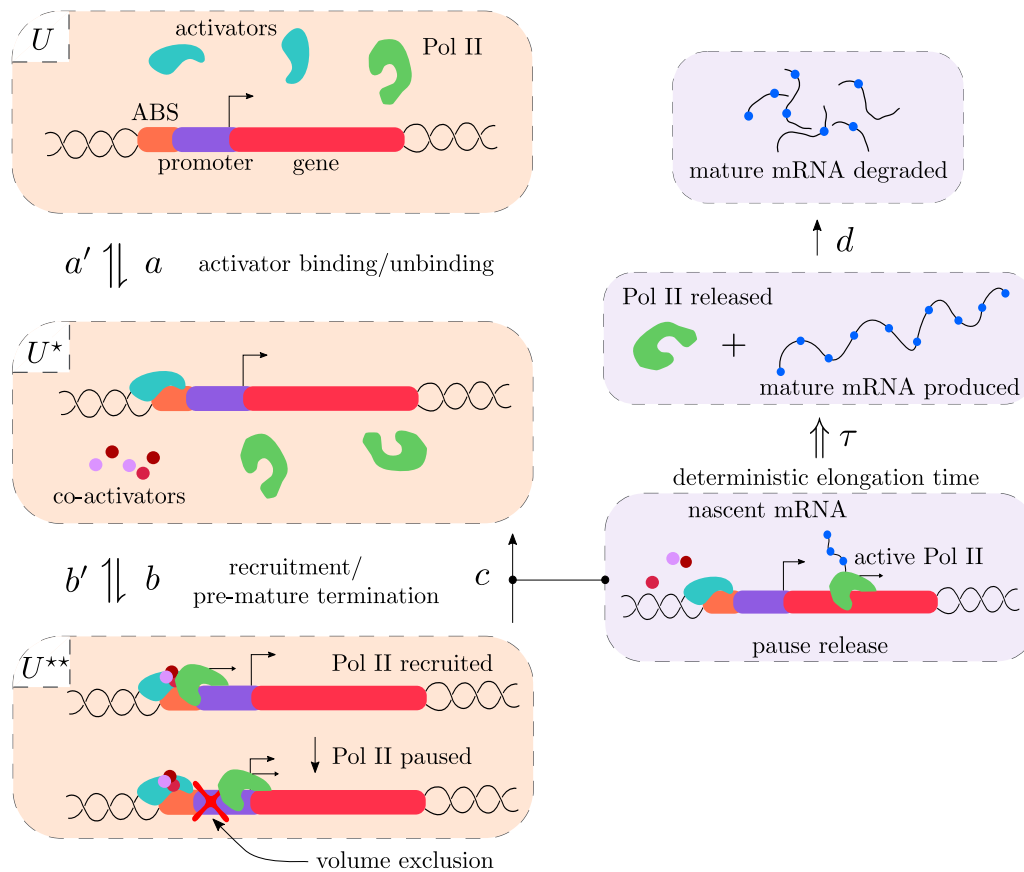 U
activators
Pol II
ABS
promoter
gene
a′ a
activator binding/unbinding
U⋆
co-activators
b′ b
recruitment/
pre-mature termination
c
U⋆⋆
Pol II recruited
Pol II paused
volume exclusion
mature mRNA degraded
d
Pol II released
+
mature mRNA produced
τ
deterministic elongation time
nascent mRNA
active Pol II
pause release